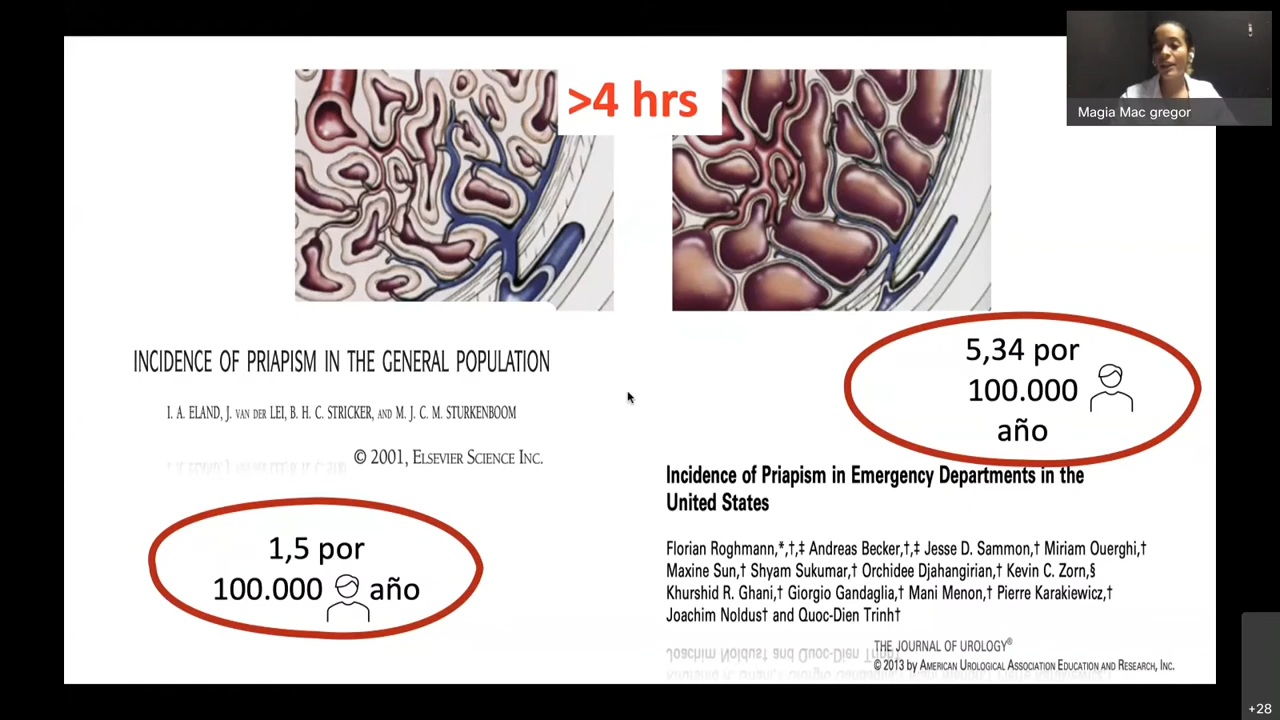 >4 hrs
Magia Mac gregor
INCIDENCE OF PRIAPISM IN THE GENERAL POPULATION
I. A. ELAND, J. VAN DER LEI, B. H. C. STRICKER, AND M. J. C. M. STURKENBOOM
© 2001, ELSEVIER SCIENCE INC.
1,5 por
100.000 año
5,34 por
100.000
año
Incidence of Priapism in Emergency Departments in the
United States
Florian Roghmann,*,†,‡ Andreas Becker,†,‡ Jesse D. Sammon,† Miriam Ouerghi,†
Maxine Sun,† Shyam Sukumar,† Orchidee Djahangirian,† Kevin C. Zorn,§
Khurshid R. Ghani,† Giorgio Gandaglia,† Mani Menon,† Pierre Karakiewicz,†
Joachim Noldus† and Quoc-Dien Trinh†
THE JOURNAL OF UROLOGY®
© 2013 by AMERICAN UROLOGICAL ASSOCIATION EDUCATION AND RESEARCH, INC.
+28